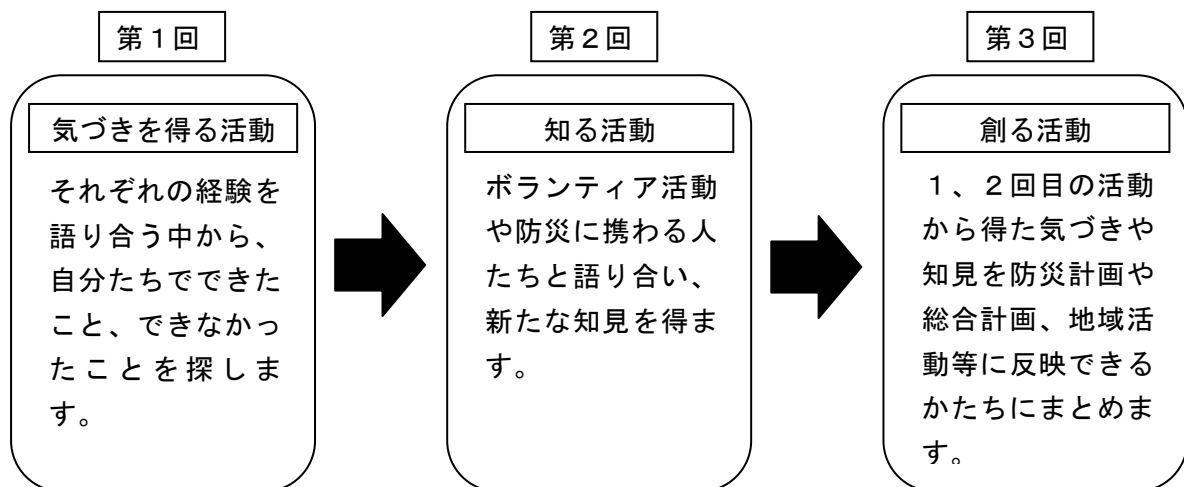 第１回
気づきを得る活動
それぞれの経験を
語り合う中から、
自分たちでできた
こと、できなかっ
たことを探しま
す。
第２回
知る活動
ボランティア活動
や防災に携わる人
たちと語り合い、
新たな知見を得ま
す。
第３回
創る活動
１、２回目の活動
から得た気づきや
知見を防災計画や
総合計画、地域活
動等に反映できる
かたちにまとめま
す。